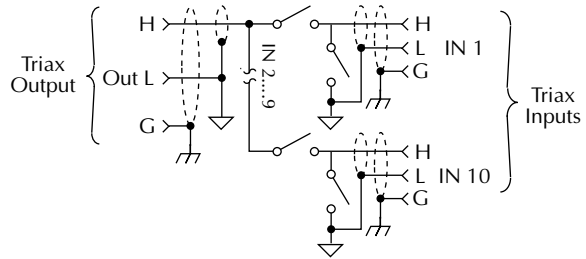 H
Triax
Output
Out L
G
IN 2....9
H
L IN 1
G
Triax
Inputs
H
L IN 10
G